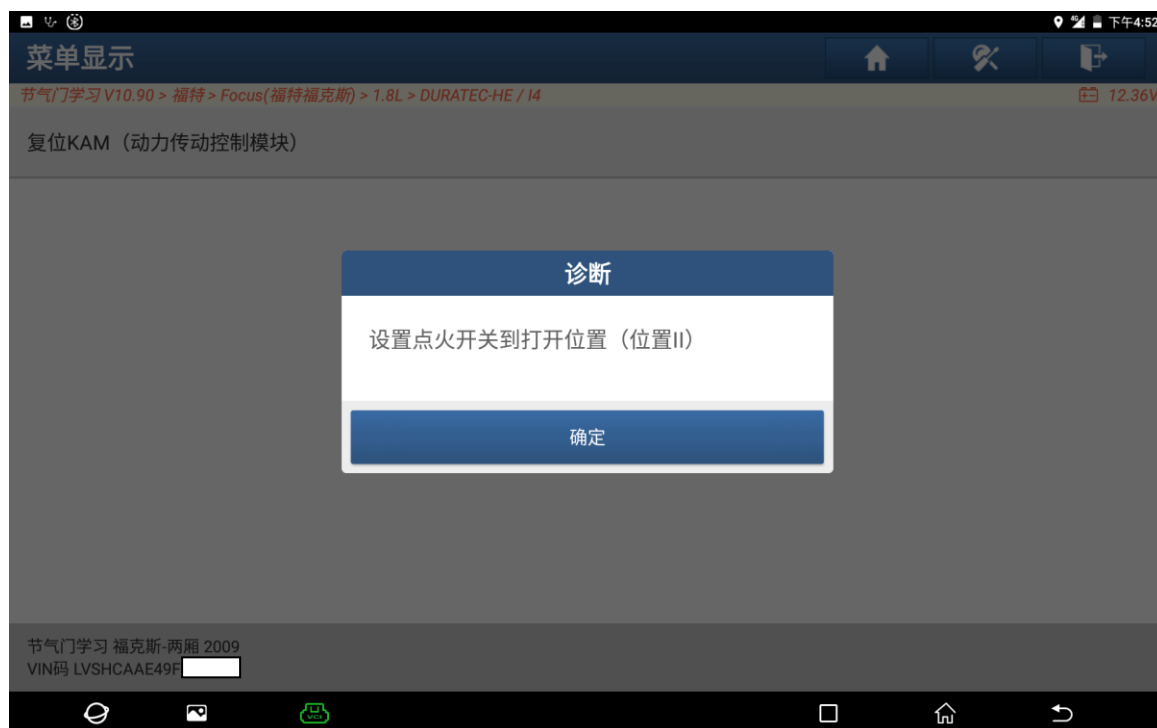 下午4:52
菜单显示
节气门学习 V10.90 > 福特 > Focus(福特福克斯) > 1.8L > DURATEC-HE / I4
12.36V
复位KAM（动力传动控制模块）
诊断
设置点火开关到打开位置（位置II）
确定
节气门学习 福克斯-两厢 2009
VIN码 LVSHCAAE49F
VCI